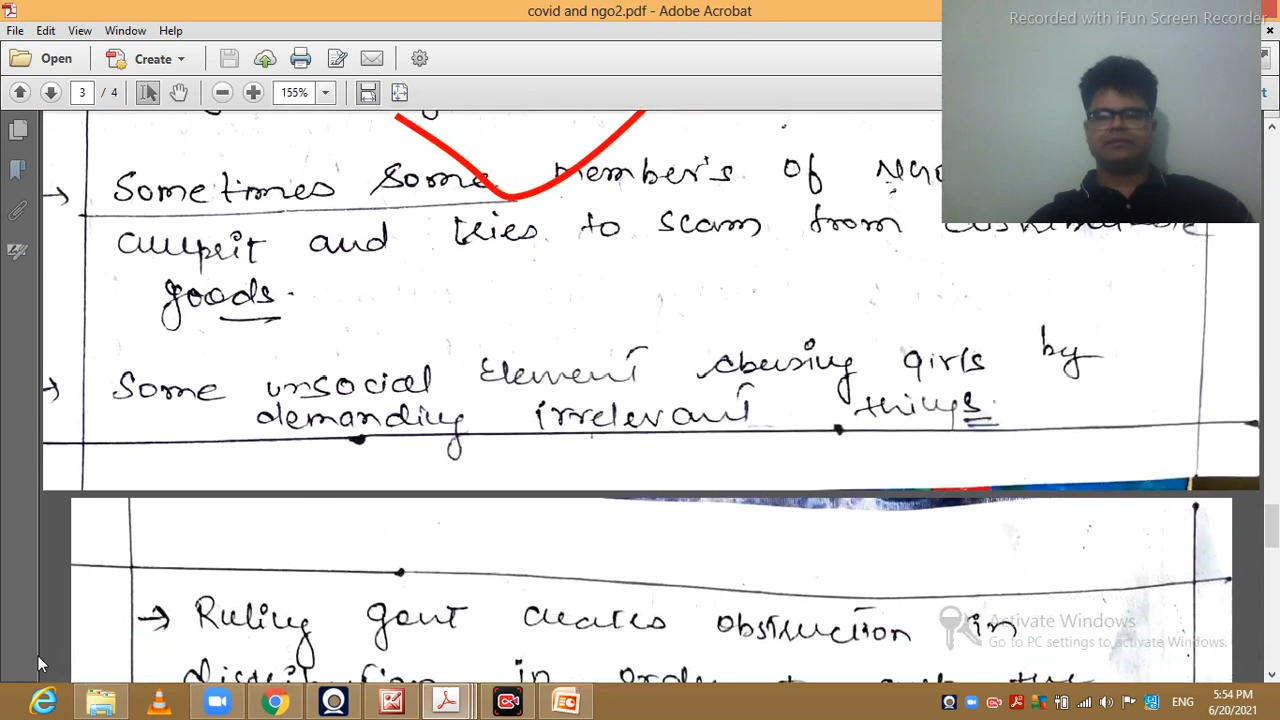 covid and ngo2.pdf - Adobe Acrobat
Recorded with iFun Screen Recorder
File Edit View Window Help
Open Create
3 / 4 155%
→ Sometimes some member's of
culprit and tries to scam from
goods.
→ Some unsocial element abusing girls by
demanding irrelevant things.
→ Ruling govt creates obstruction in
in
Activate Windows
Go to PC settings to activate Windows.
ENG
5:54 PM
6/20/2021